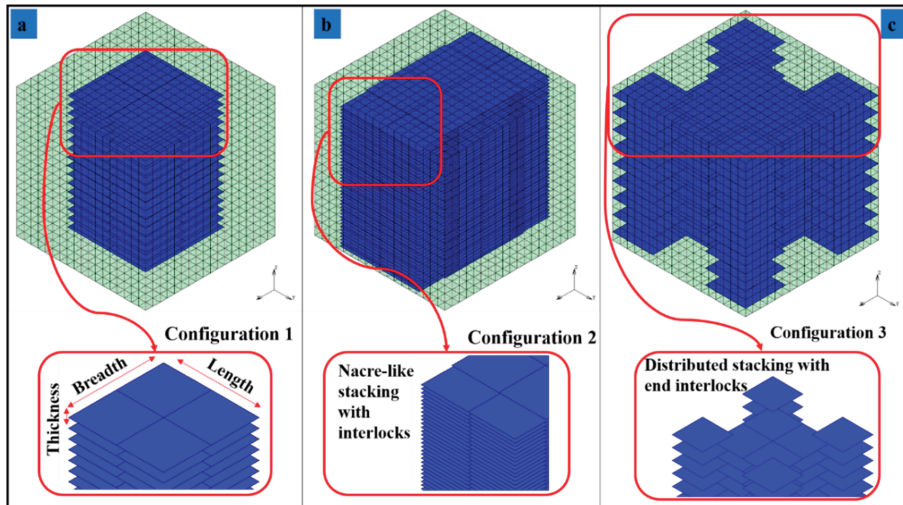 a
b
c
Z
Y
Z
Y
Z
Y
Configuration 1
Configuration 2
Configuration 3
Breadth
Length
Thickness
Nacre-like
stacking
with
interlocks
Distributed stacking with
end interlocks